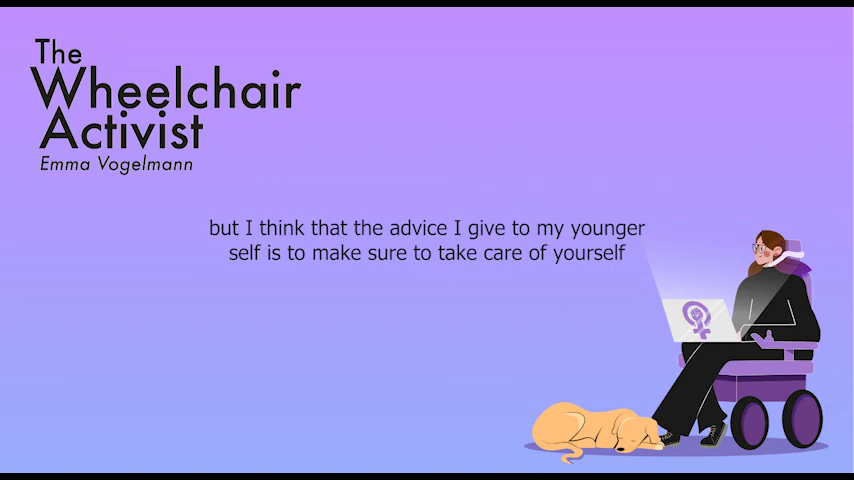 The
Wheelchair
Activist
Emma Vogelmann
but I think that the advice I give to my younger
self is to make sure to take care of yourself